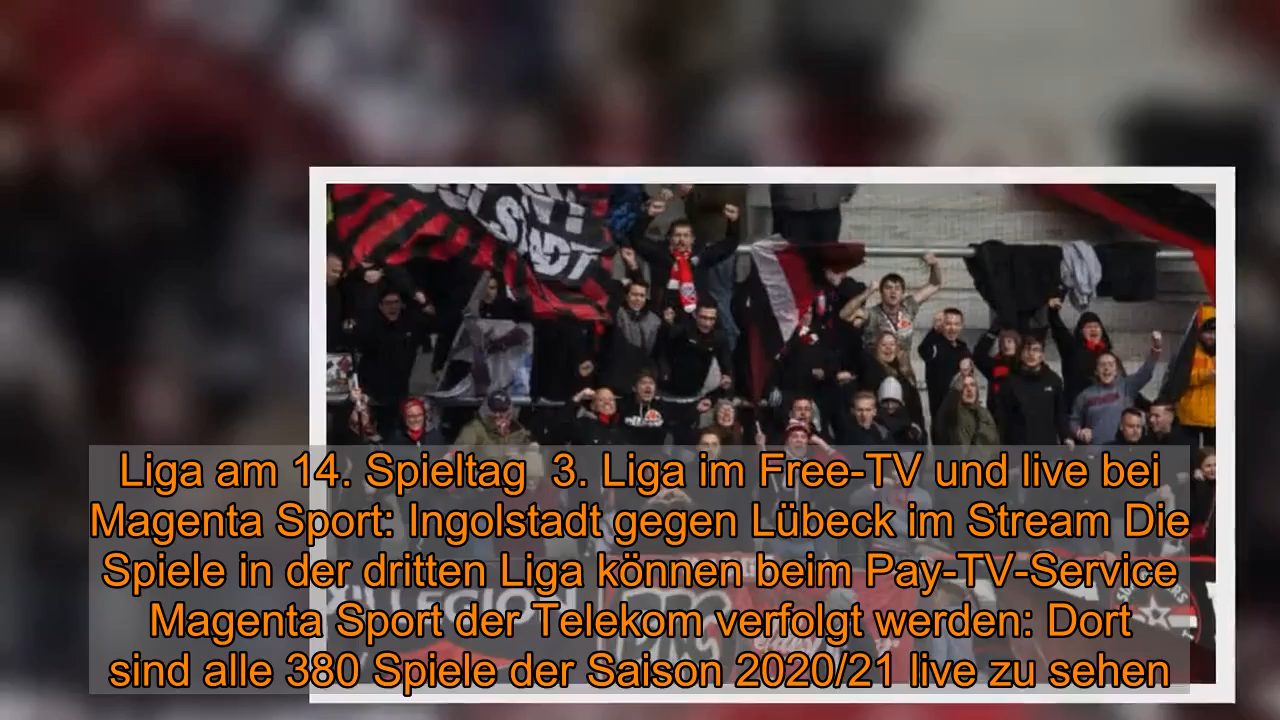 STADT
Liga am 14. Spieltag  3. Liga im Free-TV und live bei
Magenta Sport: Ingolstadt gegen Lübeck im Stream Die
Spiele in der dritten Liga können beim Pay-TV-Service
Magenta Sport der Telekom verfolgt werden: Dort
sind alle 380 Spiele der Saison 2020/21 live zu sehen
LEGION